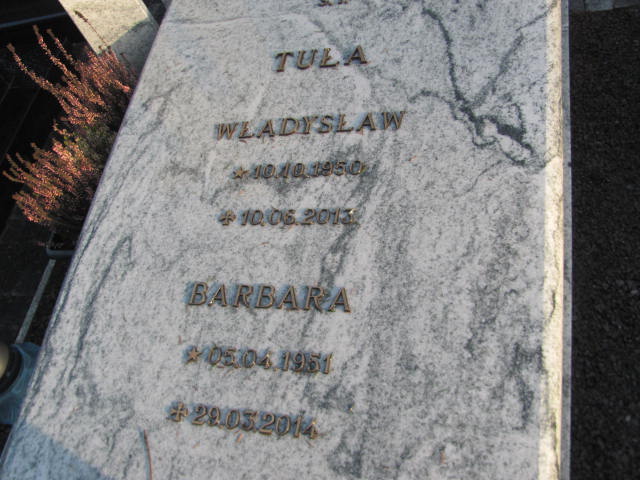 TUŁA
WŁADYSŁAW
★ 10.10.1950
✝ 10.06.2013
BARBARA
★ 05.04.1951
✝ 29.03.2014